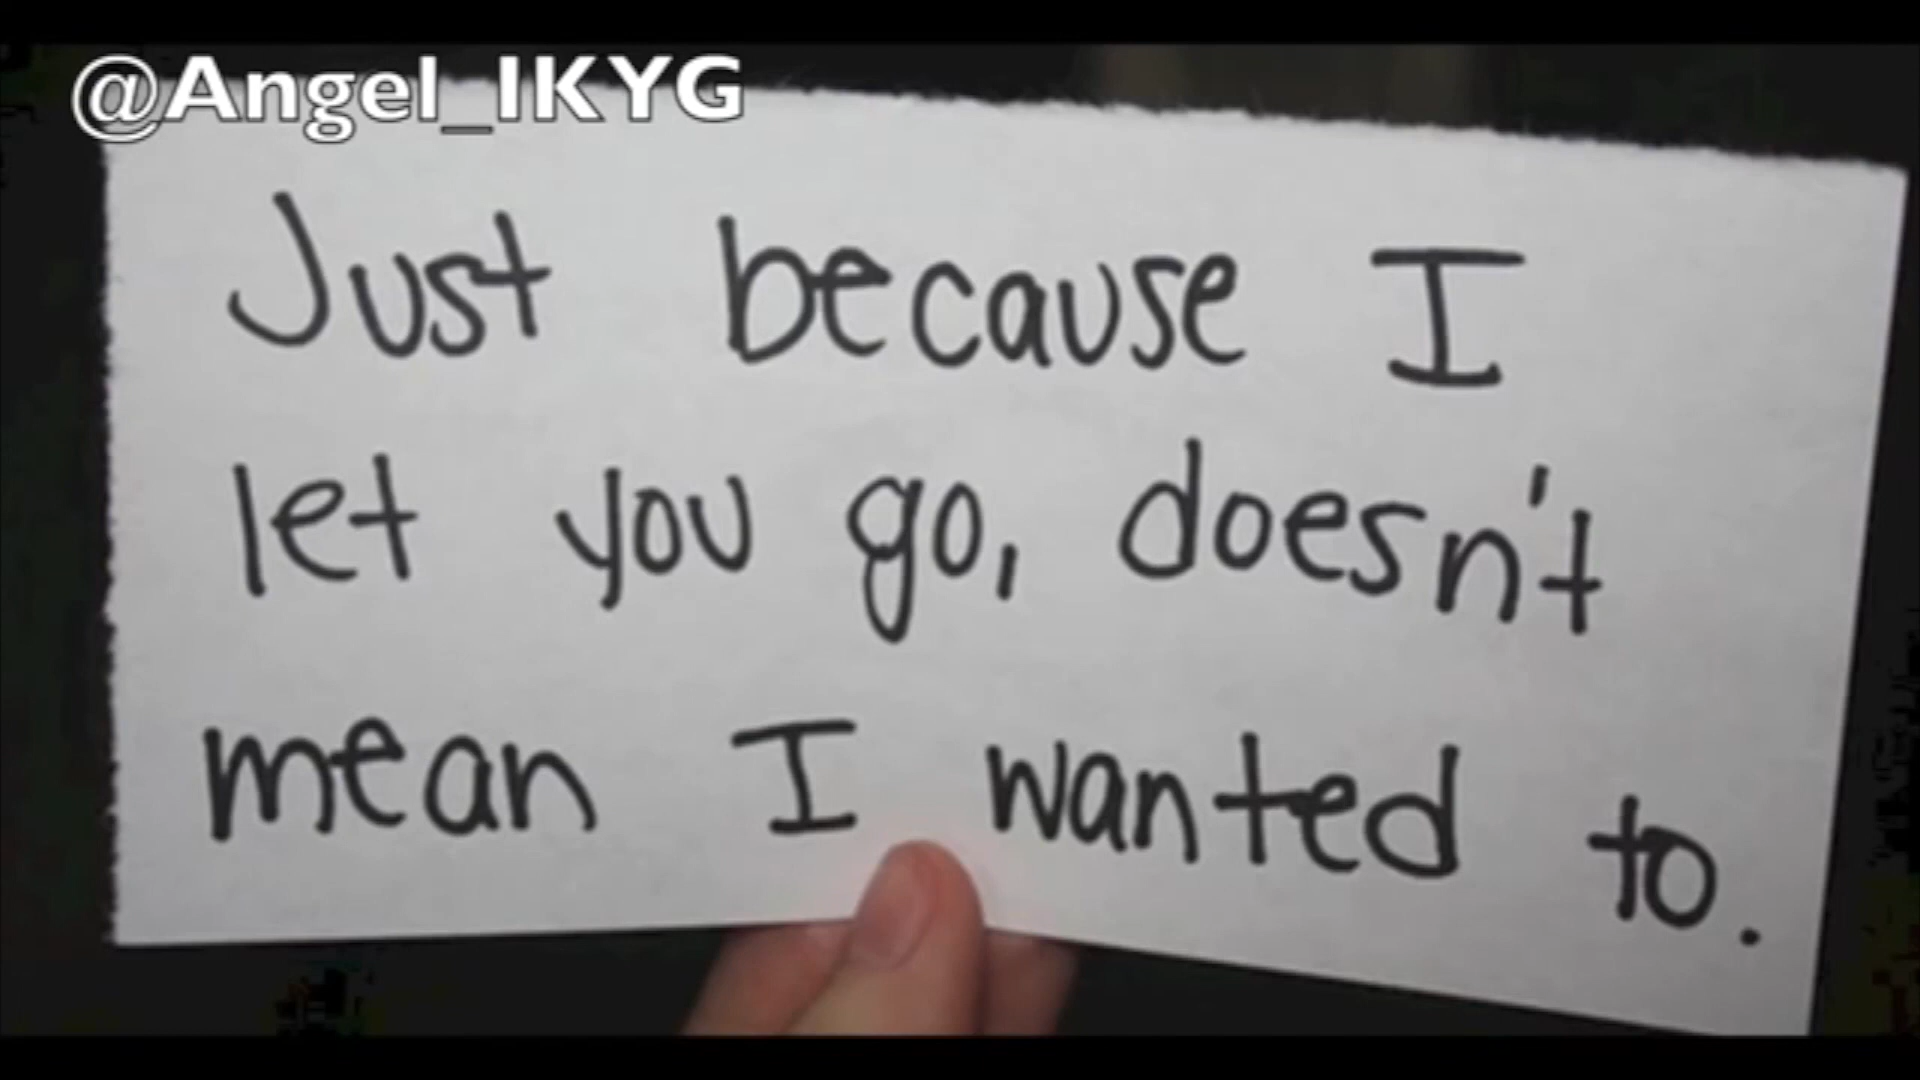 @Angel_IKYG
Just because I
let you go, doesn't
mean I wanted to.